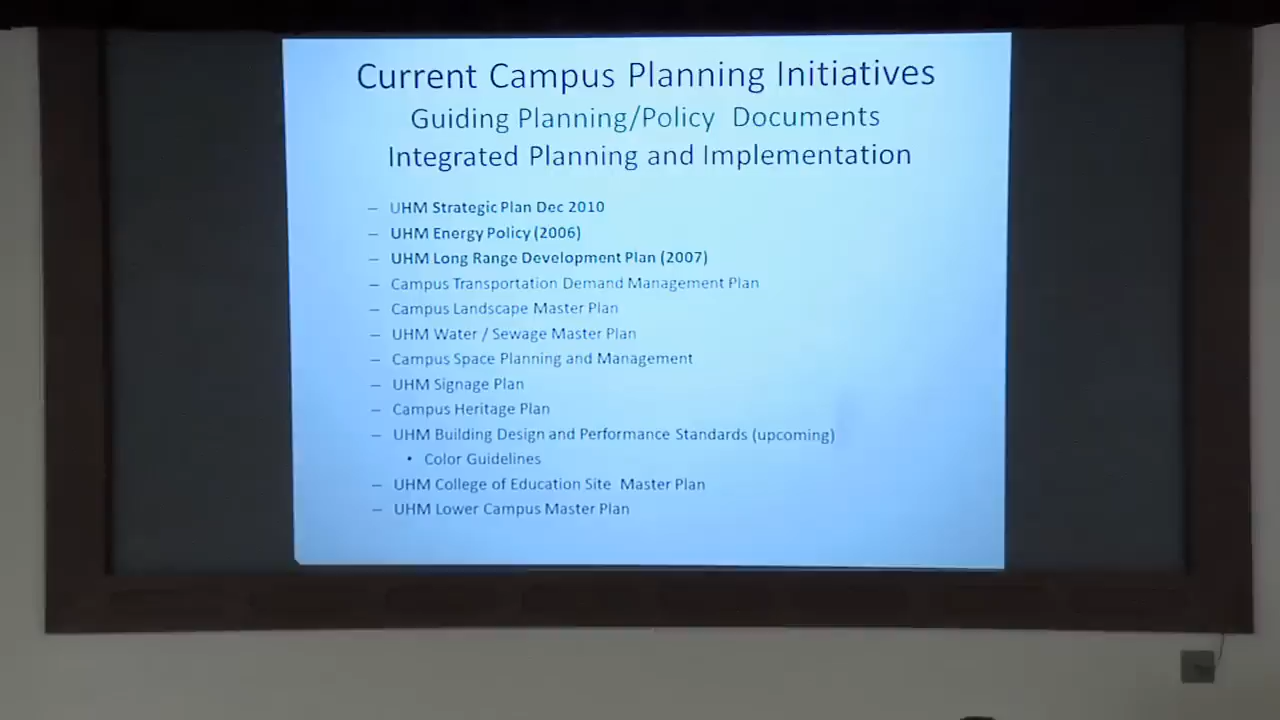 Current Campus Planning Initiatives
Guiding Planning/Policy Documents
Integrated Planning and Implementation
– UHM Strategic Plan Dec 2010
– UHM Energy Policy (2006)
– UHM Long Range Development Plan (2007)
– Campus Transportation Demand Management Plan
– Campus Landscape Master Plan
– UHM Water / Sewage Master Plan
– Campus Space Planning and Management
– UHM Signage Plan
– Campus Heritage Plan
– UHM Building Design and Performance Standards (upcoming)
• Color Guidelines
– UHM College of Education Site Master Plan
– UHM Lower Campus Master Plan